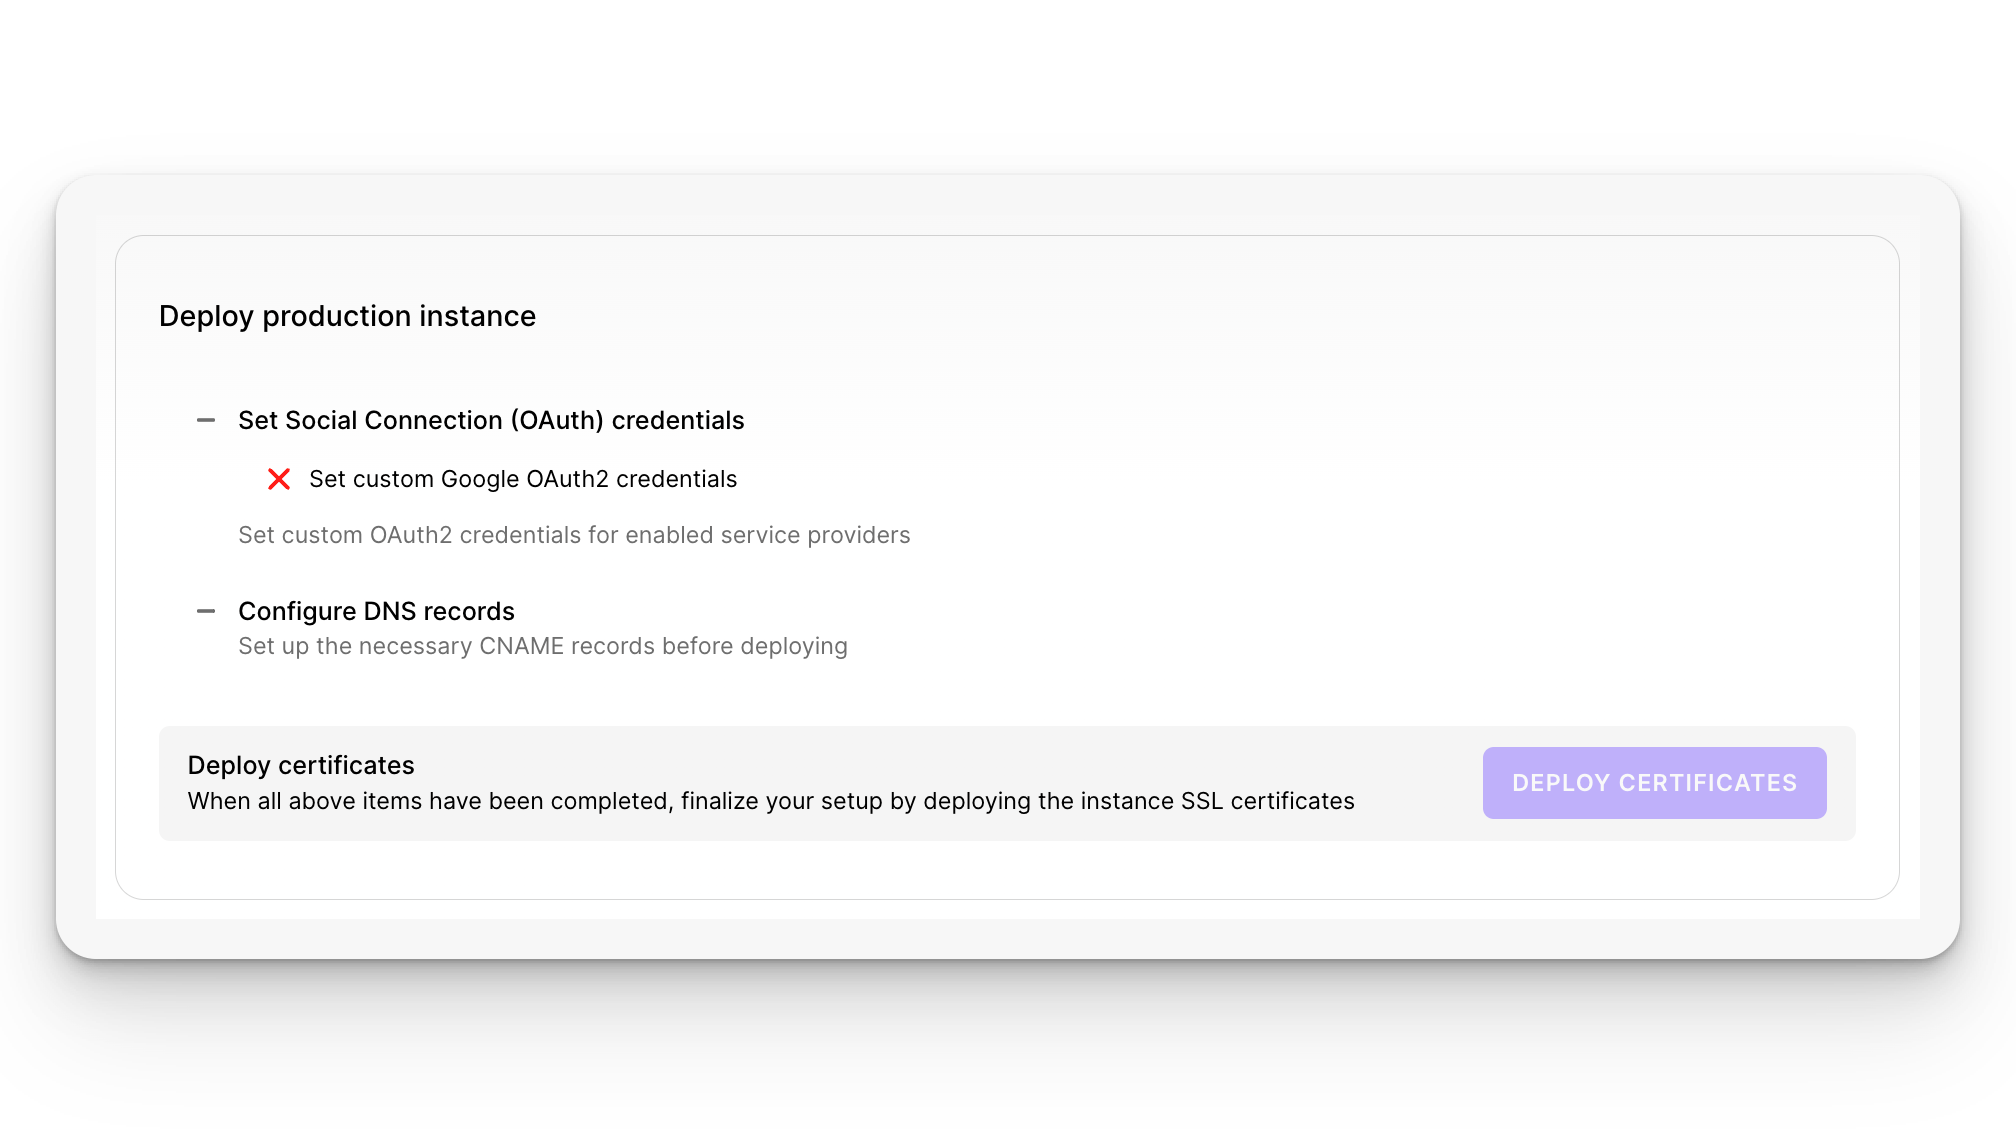 Deploy production instance
Set Social Connection (OAuth) credentials
Set custom Google OAuth2 credentials
Set custom OAuth2 credentials for enabled service providers
Configure DNS records
Set up the necessary CNAME records before deploying
Deploy certificates
When all above items have been completed, finalize your setup by deploying the instance SSL certificates
DEPLOY CERTIFICATES